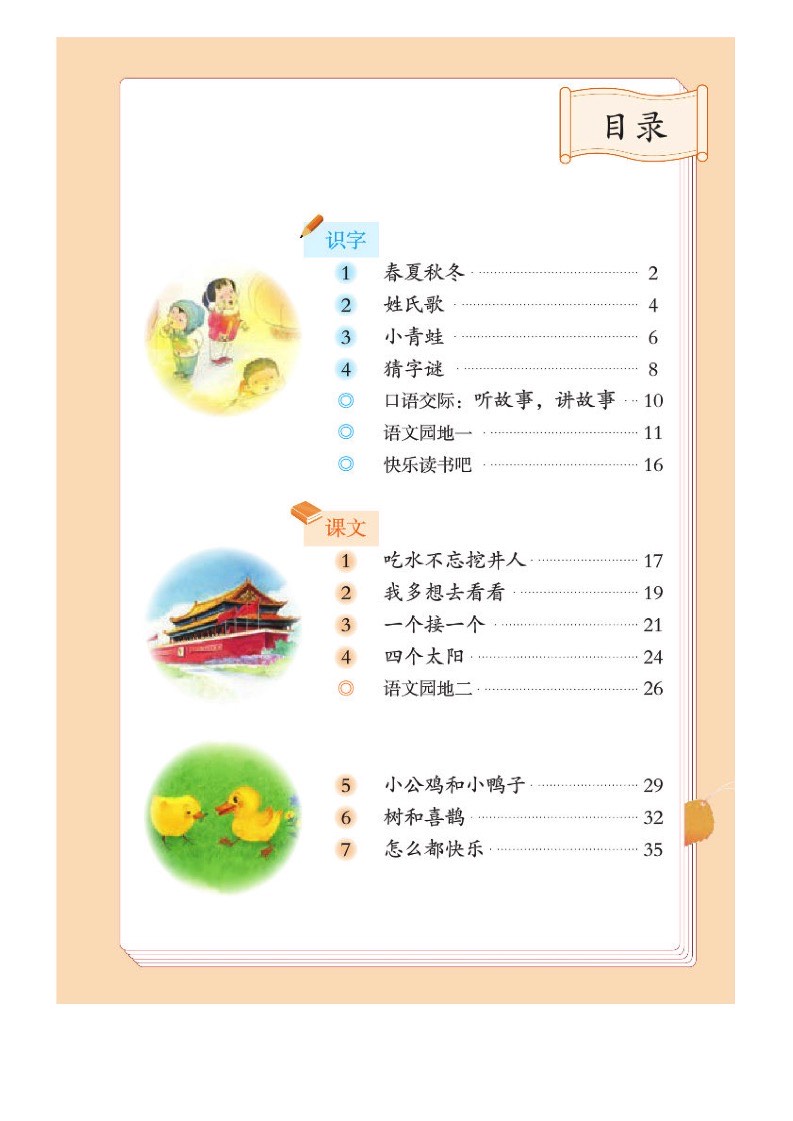 目录
识字
1 春夏秋冬 2
2 姓氏歌 4
3 小青蛙 6
4 猜字谜 8
◎ 口语交际：听故事，讲故事 10
◎ 语文园地一 11
◎ 快乐读书吧 16
课文
1 吃水不忘挖井人 17
2 我多想去看看 19
3 一个接一个 21
4 四个太阳 24
◎ 语文园地二 26
5 小公鸡和小鸭子 29
6 树和喜鹊 32
7 怎么都快乐 35